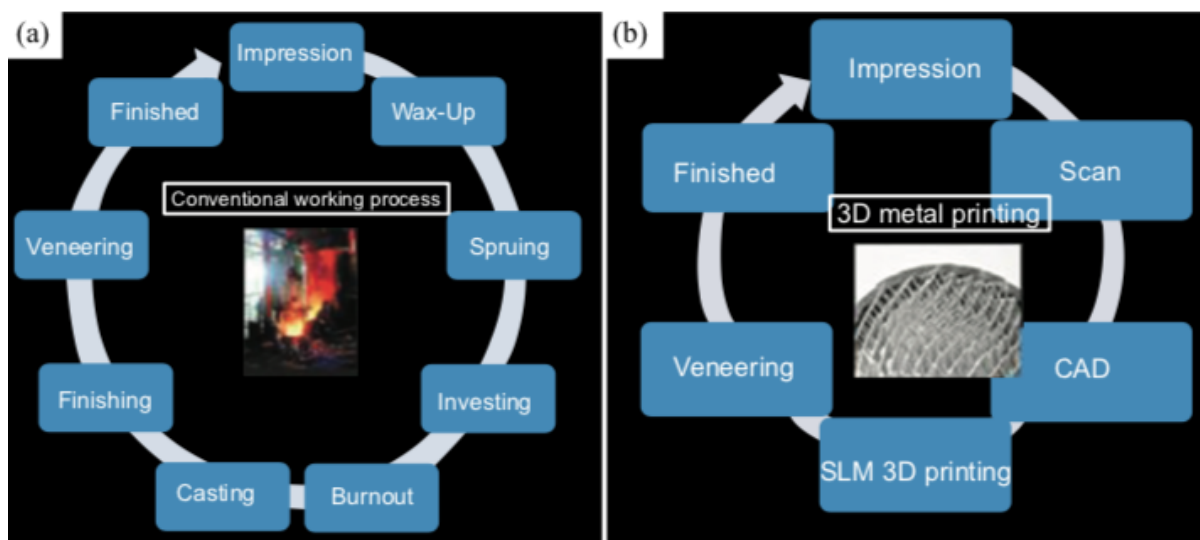 (a)
Impression
Wax-Up
Spruing
Investing
Burnout
Casting
Finishing
Veneering
Finished
Conventional working process
(b)
Impression
Scan
CAD
SLM 3D printing
Veneering
Finished
3D metal printing